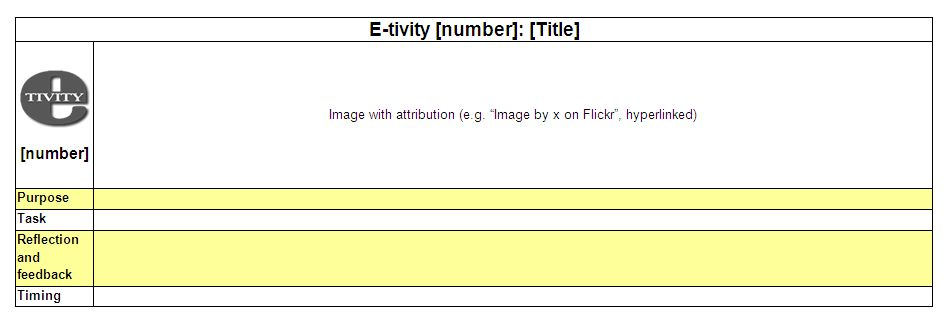 E-tivity [number]: [Title]
TIVITY
[number]
Image with attribution (e.g. “Image by x on Flickr”, hyperlinked)
Purpose
Task
Reflection
and
feedback
Timing